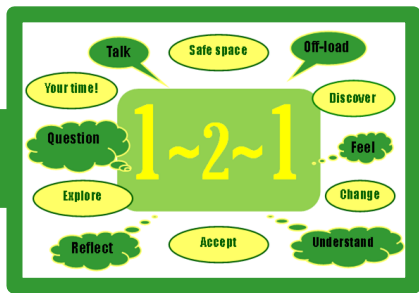 Talk
Safe space
Off-load
Your time!
Discover
Question
1~2~1
Feel
Explore
Change
Reflect
Accept
Understand